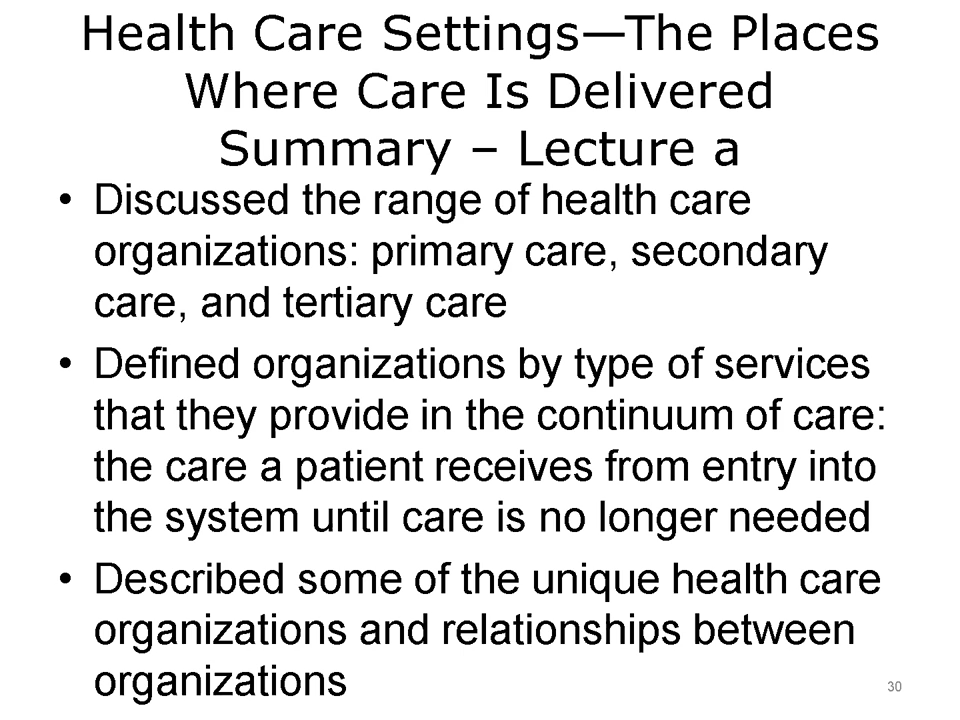 Health Care Settings—The Places
Where Care Is Delivered
Summary – Lecture a
• Discussed the range of health care
organizations: primary care, secondary
care, and tertiary care
• Defined organizations by type of services
that they provide in the continuum of care:
the care a patient receives from entry into
the system until care is no longer needed
• Described some of the unique health care
organizations and relationships between
organizations
30